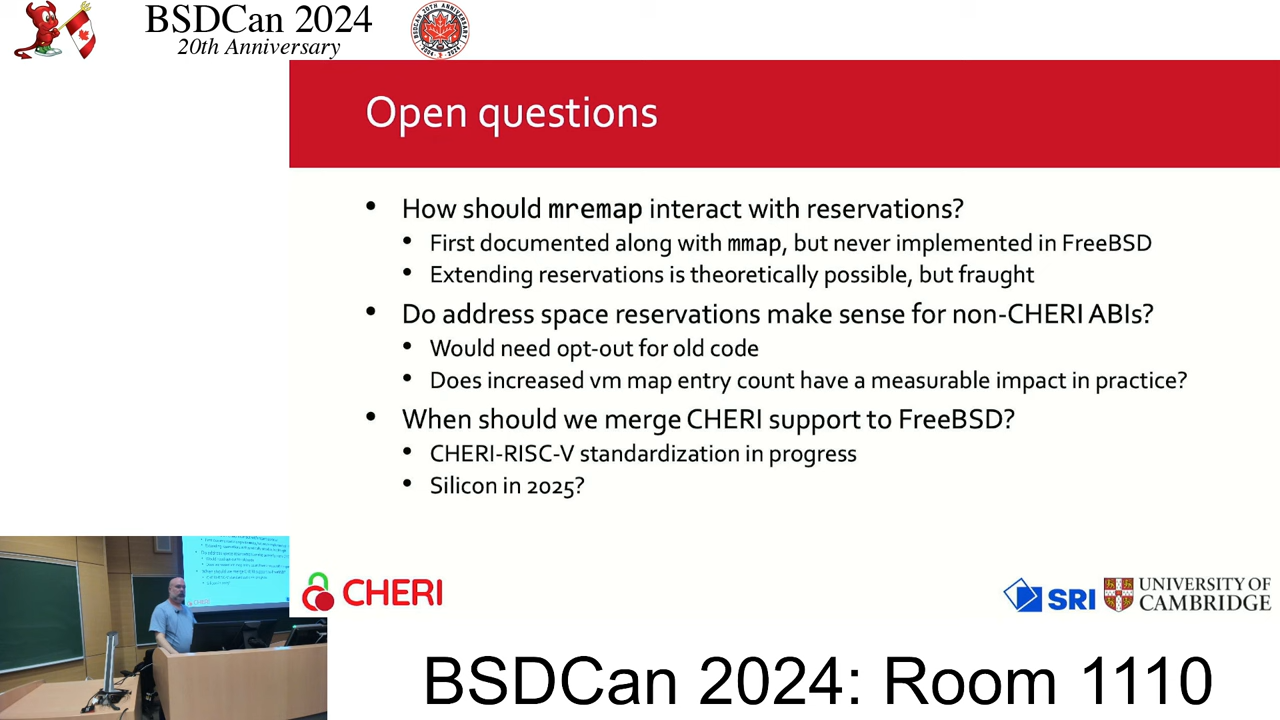 BSDCan 2024
20th Anniversary
Open questions
• How should mremap interact with reservations?
• First documented along with mmap, but never implemented in FreeBSD
• Extending reservations is theoretically possible, but fraught
• Do address space reservations make sense for non-CHERI ABIs?
• Would need opt-out for old code
• Does increased vm map entry count have a measurable impact in practice?
• When should we merge CHERI support to FreeBSD?
• CHERI-RISC-V standardization in progress
• Silicon in 2025?
CHERI
SRI
UNIVERSITY OF
CAMBRIDGE
BSDCan 2024: Room 1110